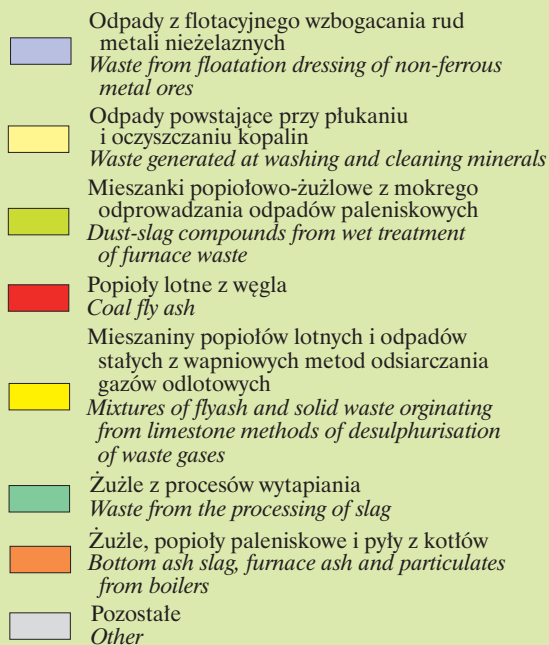 Odpady z flotacyjnego wzbogacania rud
metali nieżelaznych
Waste from floatation dressing of non-ferrous
metal ores
Odpady powstające przy płukaniu
i oczyszczaniu kopalin
Waste generated at washing and cleaning minerals
Mieszanki popiołowo-żużlowe z mokrego
odprowadzania odpadów paleniskowych
Dust-slag compounds from wet treatment
of furnace waste
Popioły lotne z węgla
Coal fly ash
Mieszaniny popiołów lotnych i odpadów
stałych z wapniowych metod odsiarczania
gazów odlotowych
Mixtures of flyash and solid waste orginating
from limestone methods of desulphurisation
of waste gases
Żużle z procesów wytapiania
Waste from the processing of slag
Żużle, popioły paleniskowe i pyły z kotłów
Bottom ash slag, furnace ash and particulates
from boilers
Pozostałe
Other